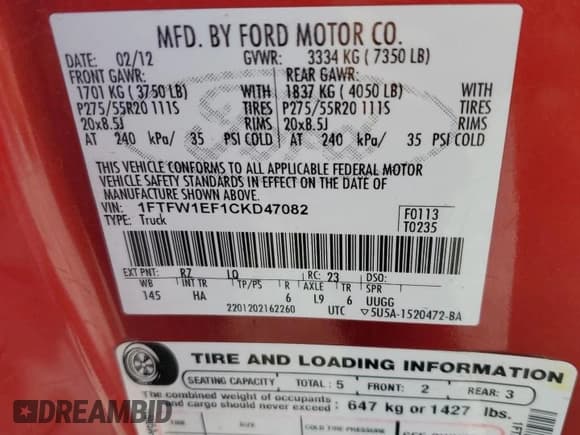 MFD. BY FORD MOTOR CO.
DATE: 02/12 GVWR: 3334 KG ( 7350 LB)
FRONT GAWR: REAR GAWR:
1701 KG ( 3750 LB) WITH 1837 KG ( 4050 LB) WITH
P275/55R20 111S TIRES P275/55R20 111S TIRES
20x8.5J RIMS 20x8.5J RIMS
AT 240 kPa/ 35 PSI COLD AT 240 kPa/ 35 PSI COLD
THIS VEHICLE CONFORMS TO ALL APPLICABLE FEDERAL MOTOR
VEHICLE SAFETY STANDARDS IN EFFECT ON THE DATE OF
MANUFACTURE SHOWN ABOVE.
VIN: 1FTFW1EF1CKD47082 F0113
TYPE: Truck T0235
EXT PNT: RZ LQ RC: 23 DSO:
WB INT TR TP/PS R AXLE TR SPR
145 HA 6 L9 6 UUGG
2201202162260 UTC ▽5U5A-1520472-BA
TIRE AND LOADING INFORMATION
SEATING CAPACITY TOTAL: 5 FRONT: 2 REAR: 3
The combined weight of occupants
and cargo should never exceed : 647 kg or 1427 lbs.
TIRE SIZE COLD TIRE PRESSURE
DREAMBID